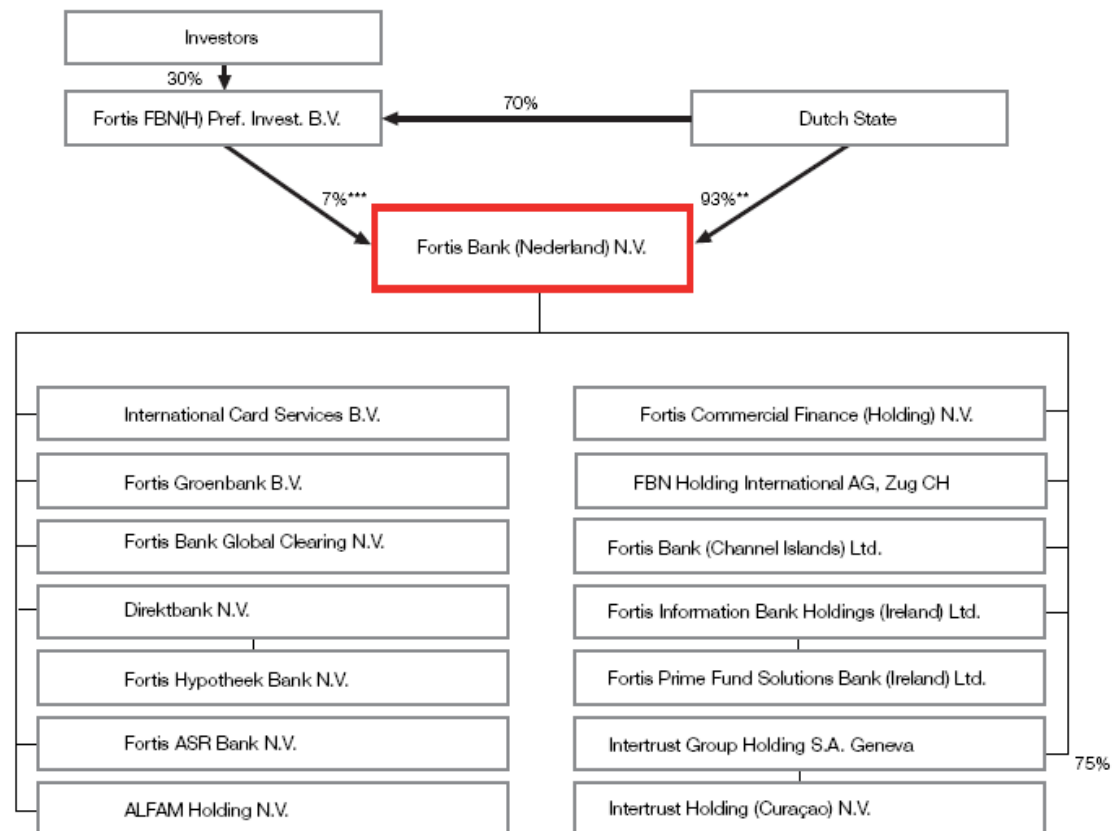 Investors
30%
Fortis FBN(H) Pref. Invest. B.V.
70%
Dutch State
7%***
93%**
Fortis Bank (Nederland) N.V.
International Card Services B.V.
Fortis Commercial Finance (Holding) N.V.
Fortis Groenbank B.V.
FBN Holding International AG, Zug CH
Fortis Bank Global Clearing N.V.
Fortis Bank (Channel Islands) Ltd.
Direktbank N.V.
Fortis Information Bank Holdings (Ireland) Ltd.
Fortis Hypotheek Bank N.V.
Fortis Prime Fund Solutions Bank (Ireland) Ltd.
Fortis ASR Bank N.V.
Intertrust Group Holding S.A. Geneva
75%
ALFAM Holding N.V.
Intertrust Holding (Curaçao) N.V.